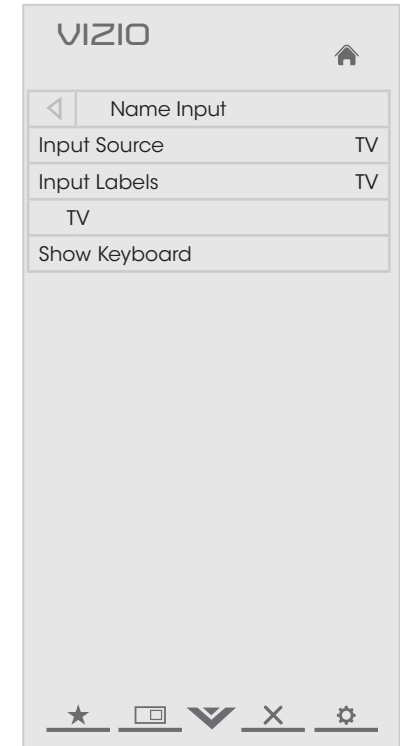 VIZIO
Name Input
Input Source TV
Input Labels TV
TV
Show Keyboard